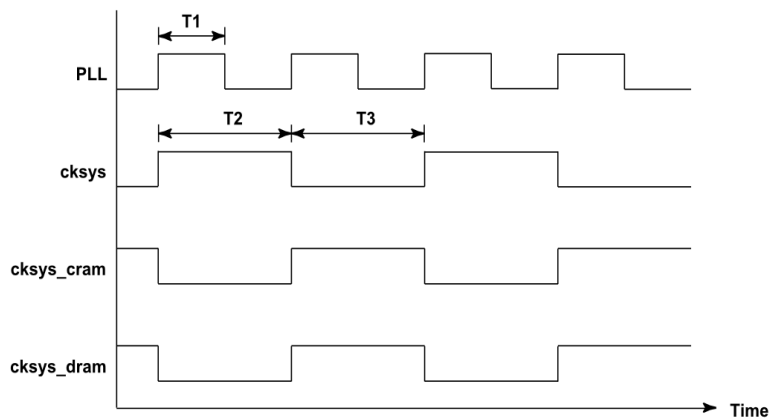 T1
PLL
T2 T3
cksys
cksys_cram
cksys_dram
Time